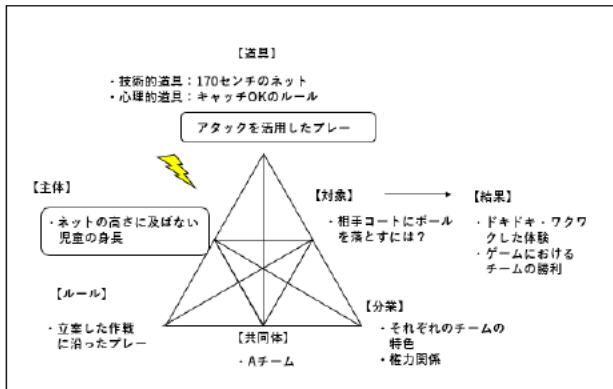 【道具】
・技術的道具：170センチのネット
・心理的道具：キャッチOKのルール
アタックを活用したプレー
【主体】
・ネットの高さに及ばない
児童の身長
【対象】
・相手コートにボール
を落とすには？
【結果】
・ドキドキ・ワクワ
クした体験
・ゲームにおける
チームの勝利
【ルール】
・立案した作戦
に沿ったプレー
【共同体】
・Aチーム
【分業】
・それぞれのチームの
特色
・権力関係